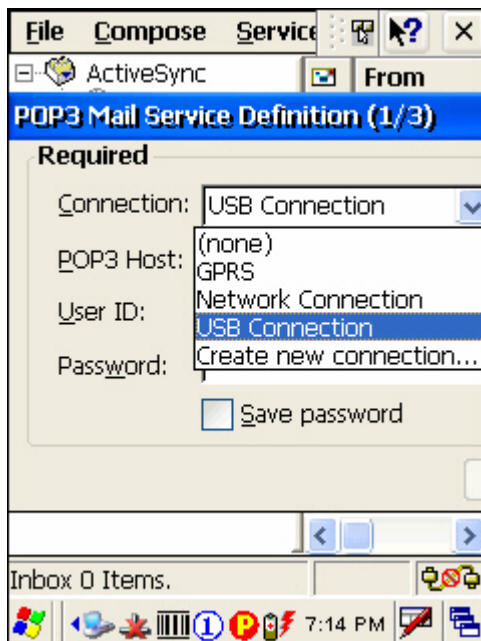 File Compose Service
ActiveSync
From
POP3 Mail Service Definition (1/3)
Required
Connection: USB Connection
(none)
POP3 Host:
GPRS
Network Connection
User ID:
USB Connection
Create new connection...
Password:
Save password
Inbox 0 Items.
1 P 7:14 PM